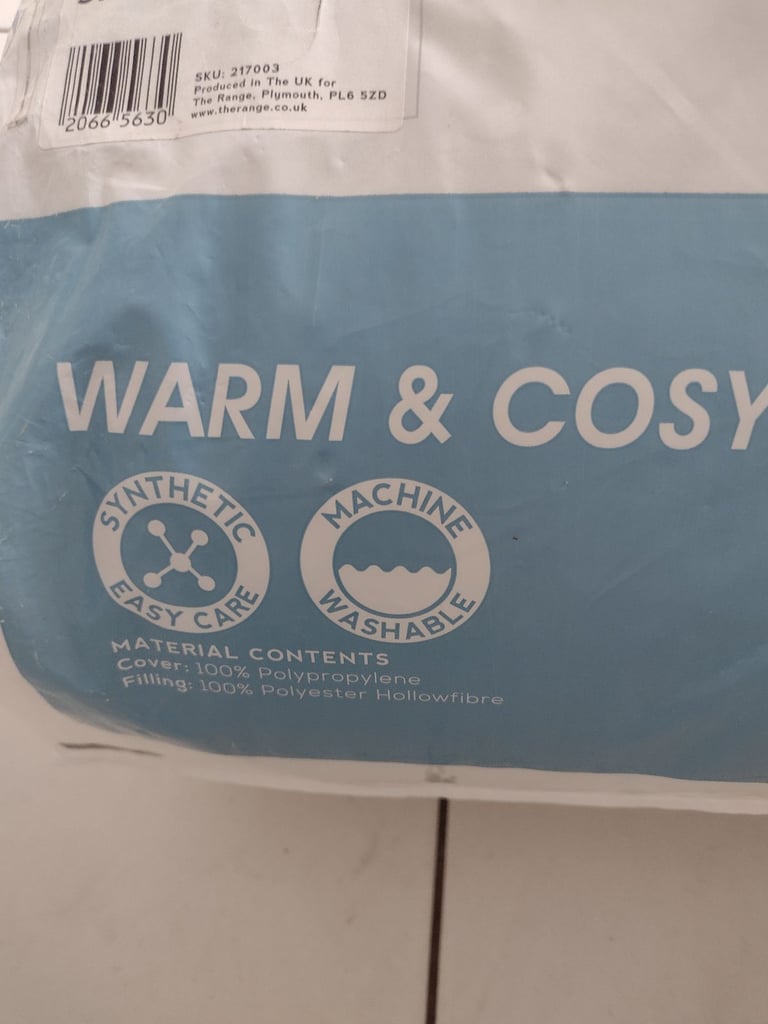 SKU: 217003
Produced in The UK for
The Range, Plymouth, PL6 5ZD
www.therange.co.uk
2066 5630
WARM & COSY
SYNTHETIC
EASY CARE
MACHINE
WASHABLE
MATERIAL CONTENTS
Cover: 100% Polypropylene
Filling: 100% Polyester Hollowfibre